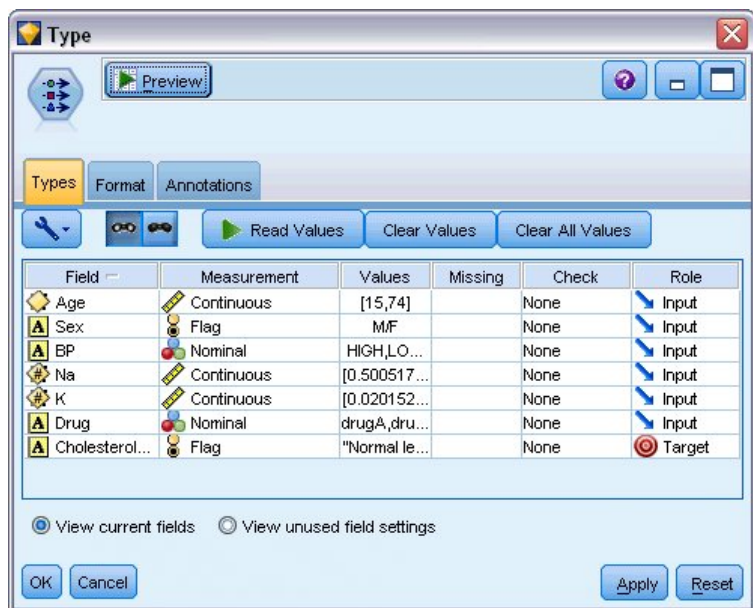 Type
Preview
Types Format Annotations
Read Values Clear Values Clear All Values
Field Measurement Values Missing Check Role
Age Continuous [15,74] None Input
A Sex Flag M/F None Input
A BP Nominal HIGH,LO... None Input
# Na Continuous [0.500517... None Input
# K Continuous [0.020152... None Input
A Drug Nominal drugA,dru... None Input
A Cholesterol... Flag "Normal le... None Target
View current fields View unused field settings
OK Cancel Apply Reset